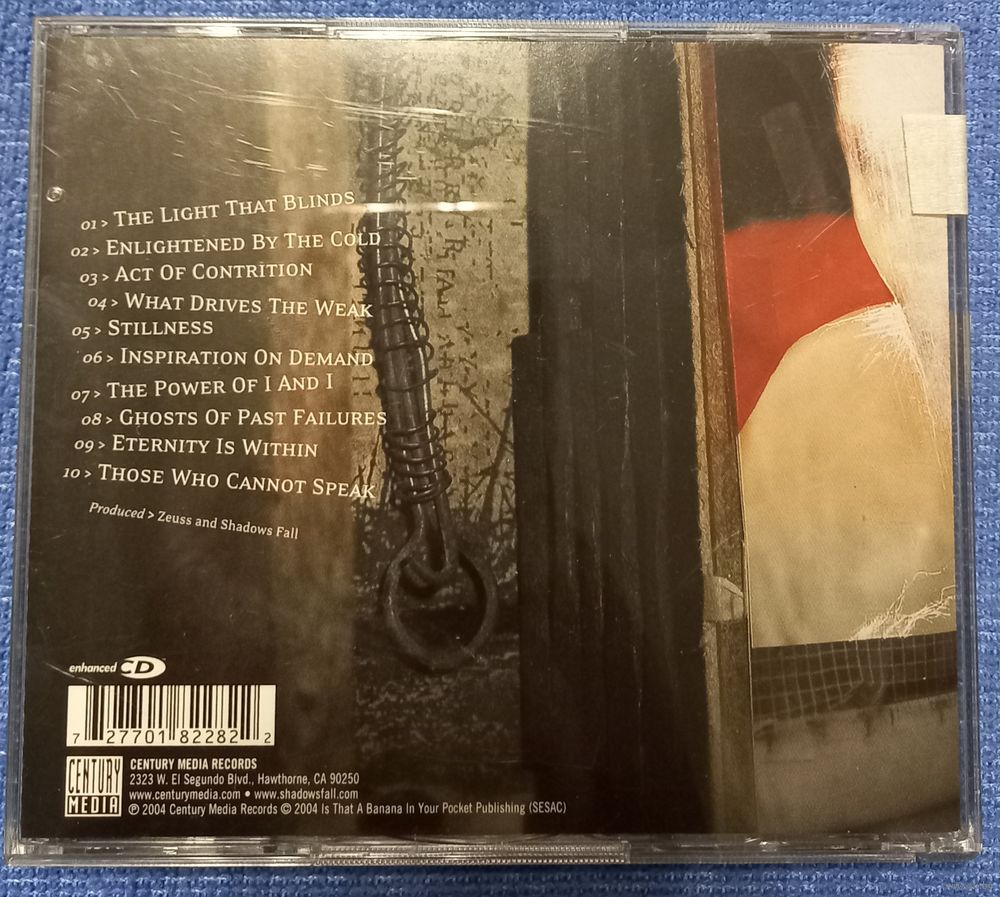 01 > The Light That Blinds
02 > Enlightened By The Cold
03 > Act Of Contrition
04 > What Drives The Weak
05 > Stillness
06 > Inspiration On Demand
07 > The Power Of I And I
08 > Ghosts Of Past Failures
09 > Eternity Is Within
10 > Those Who Cannot Speak
Produced > Zeuss and Shadows Fall
enhanced CD
7 27701 82282 2
CENTURY MEDIA
CENTURY MEDIA RECORDS
2323 W. El Segundo Blvd., Hawthorne, CA 90250
www.centurymedia.com • www.shadowsfall.com
℗ 2004 Century Media Records © 2004 Is That A Banana In Your Pocket Publishing (SESAC)